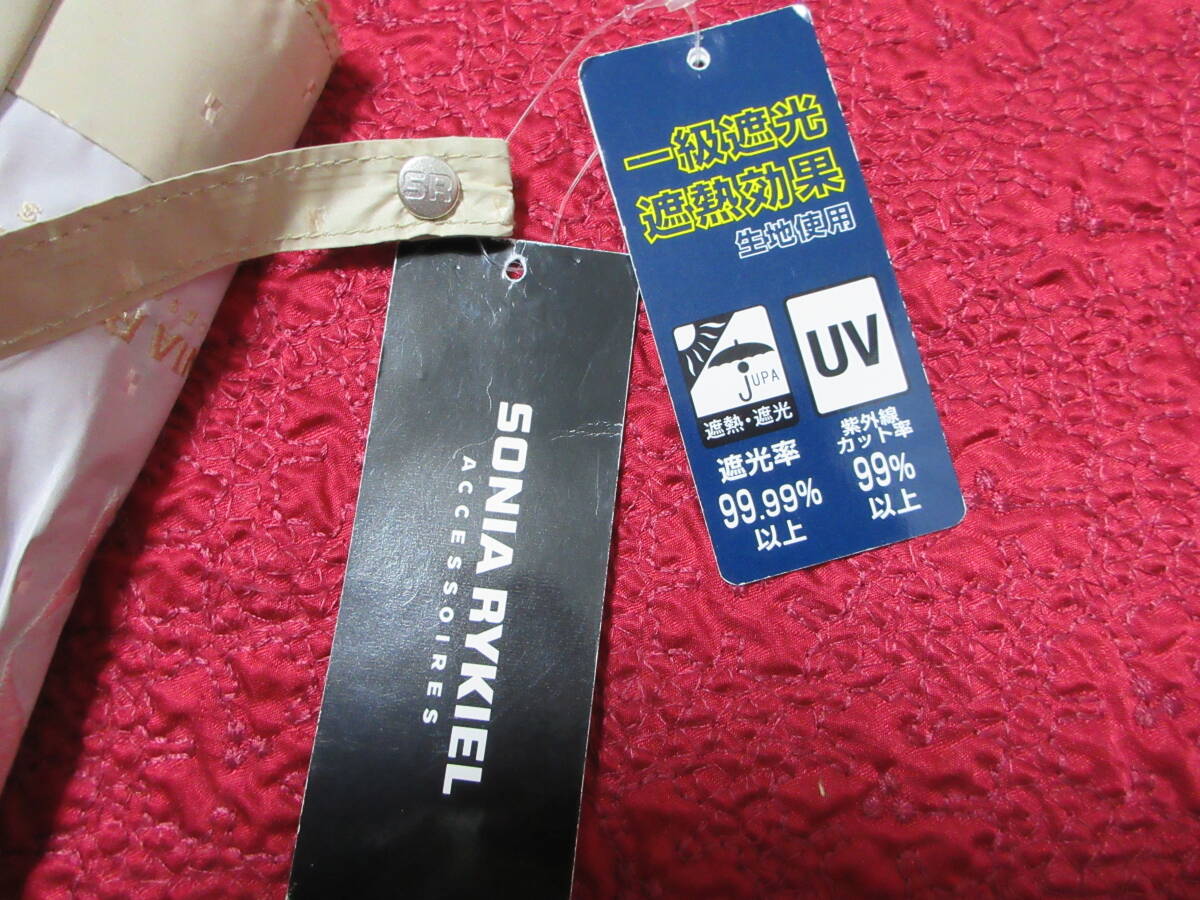 SR
一級遮光
遮熱効果
生地使用
JUPA
遮熱・遮光
遮光率
99.99%
以上
UV
紫外線
カット率
99%
以上
SONIA RYKIEL
ACCESSOIRES